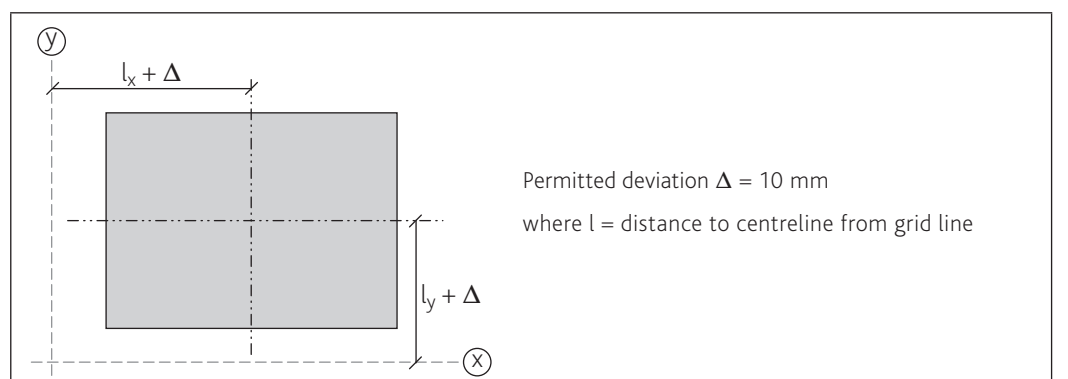 y
lx + Δ
Permitted deviation Δ = 10 mm
where l = distance to centreline from grid line
ly + Δ
x